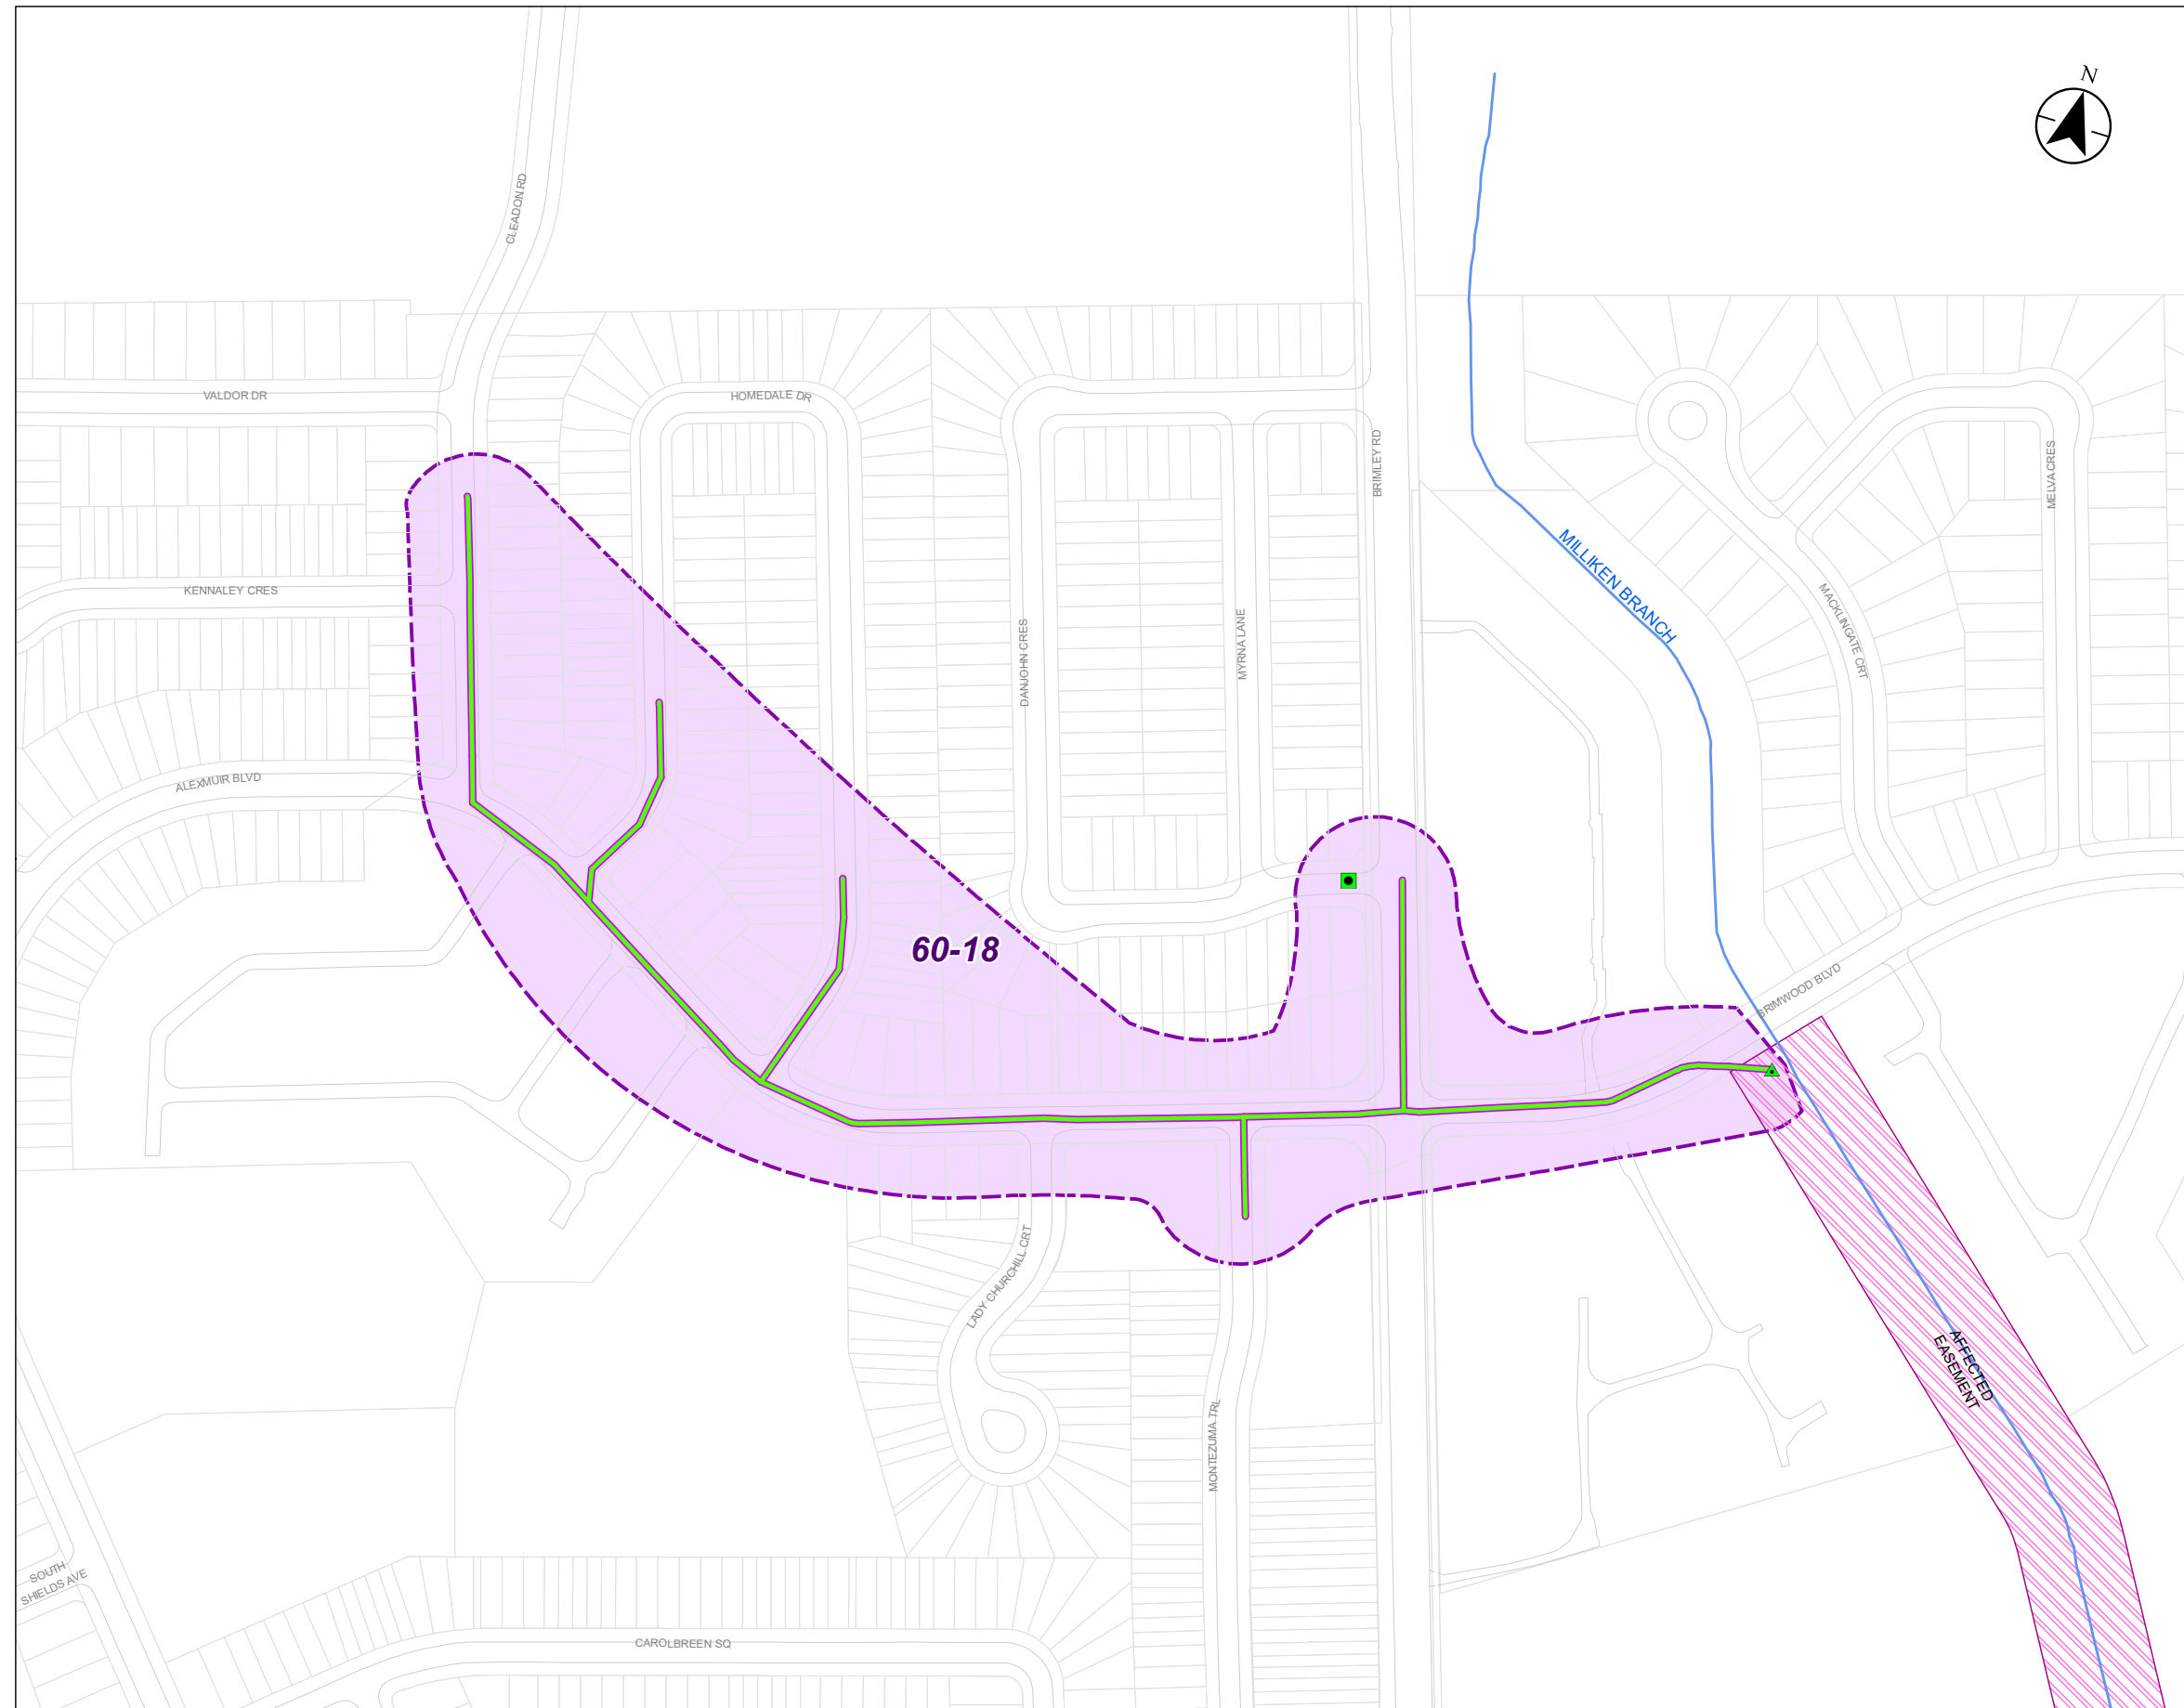 N
CLEADON RD
VALDOR DR
HOMEDALE DR
BRIMLEY RD
MELVA CRES
MILLIKEN BRANCH
KENNALEY CRES
DANJOHN CRES
MYRNA LANE
MACKLINGATE CRT
ALEXMUIR BLVD
60-18
BRIMWOOD BLVD
LADY CHURCHILL CRT
AFFECTED
EASEMENT
MONTEZUMA TRL
SOUTH
SHIELDS AVE
CAROLBREEN SQ